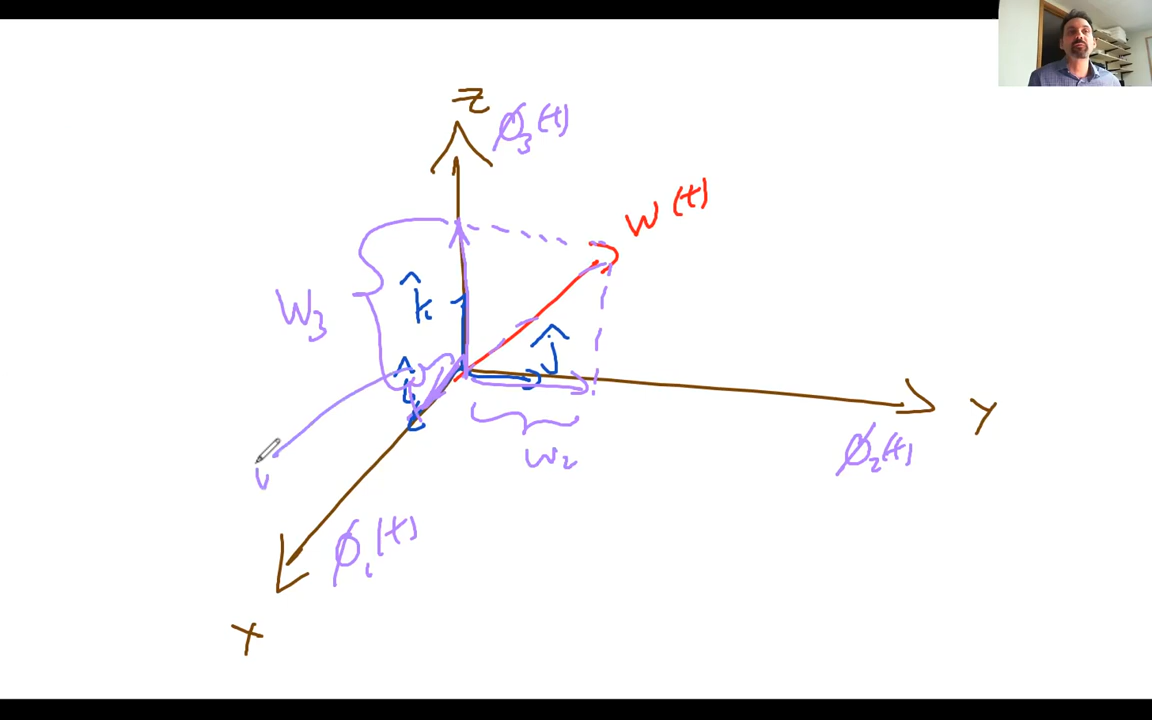 Z
ϕ₃(t)
W(t)
W₃
k̂
ĵ
î
Y
W₂
ϕ₂(t)
ϕ₁(t)
X